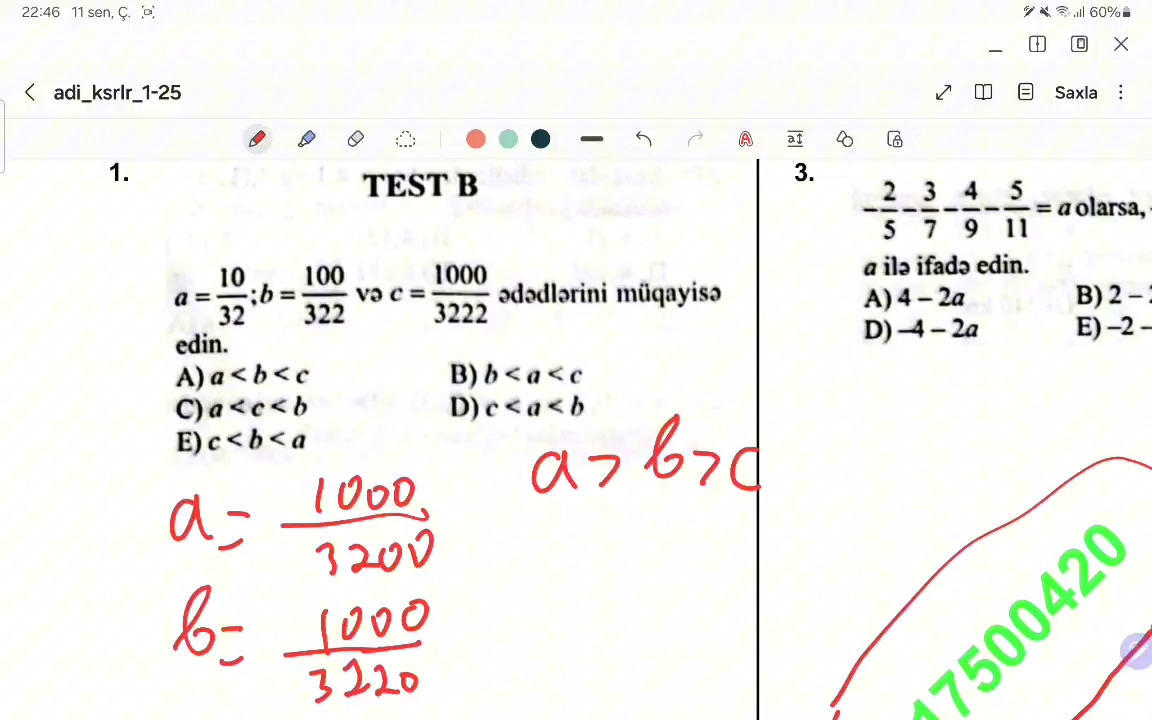 22:46 11 sen, Ç. 60%
adi_ksrlr_1-25 Saxla
1.
TEST B
a = 10/32; b = 100/322 və c = 1000/3222 ədədlərini müqayisə
edin.
A) a < b < c B) b < a < c
C) a < c < b D) c < a < b
E) c < b < a
a > b > c
a = 1000/3200
b = 1000/3220
3.
- 2/5 - 3/7 - 4/9 - 5/11 = a olarsa,
a ilə ifadə edin.
A) 4 – 2a B) 2 –
D) –4 – 2a E) –2 –
17500420